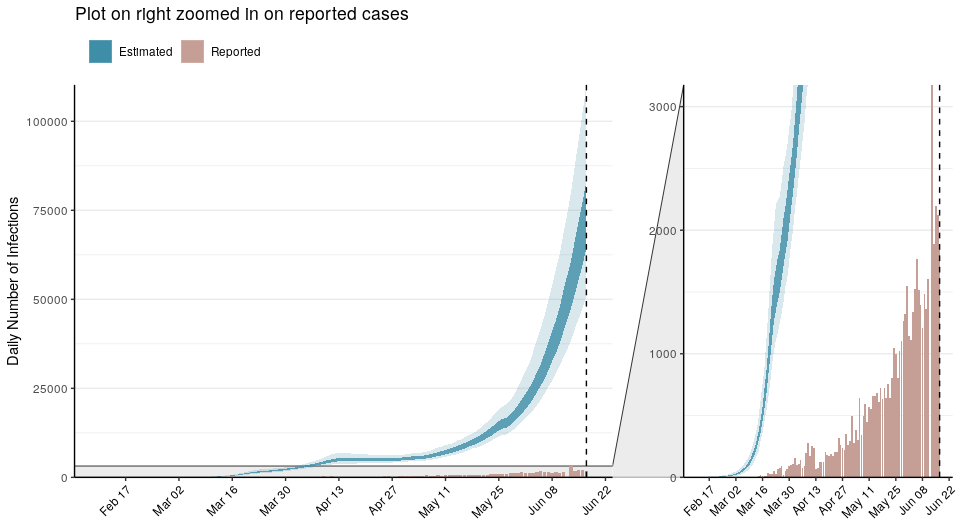 Plot on right zoomed in on reported cases
Estimated Reported
Daily Number of Infections
100000
75000
50000
25000
0
Feb 17 Mar 02 Mar 16 Mar 30 Apr 13 Apr 27 May 11 May 25 Jun 08 Jun 22
3000
2000
1000
0
Feb 17 Mar 02 Mar 16 Mar 30 Apr 13 Apr 27 May 11 May 25 Jun 08 Jun 22